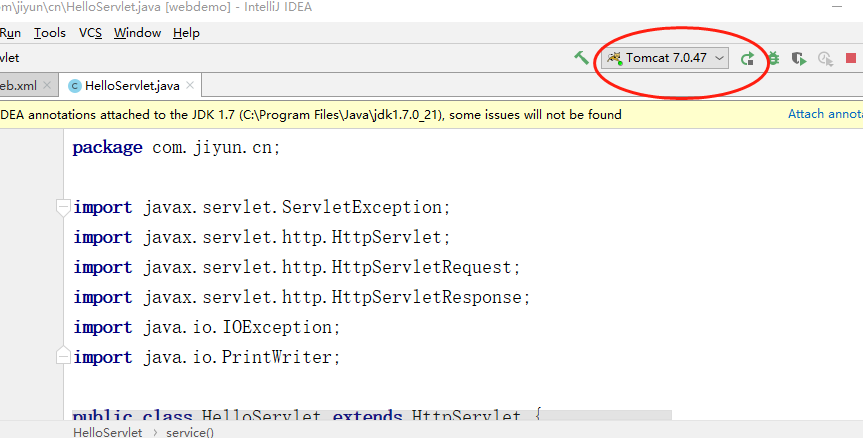 em\jiyun\cn\HelloServlet.java [webdemo] - IntelliJ IDEA
Run Tools VCS Window Help
vlet
Tomcat 7.0.47
eb.xml HelloServlet.java
DEA annotations attached to the JDK 1.7 (C:\Program Files\Java\jdk1.7.0_21), some issues will not be found Attach annota
package com.jiyun.cn;
import javax.servlet.ServletException;
import javax.servlet.http.HttpServlet;
import javax.servlet.http.HttpServletRequest;
import javax.servlet.http.HttpServletResponse;
import java.io.IOException;
import java.io.PrintWriter;
public class HelloServlet extends HttpServlet {
HelloServlet › service()